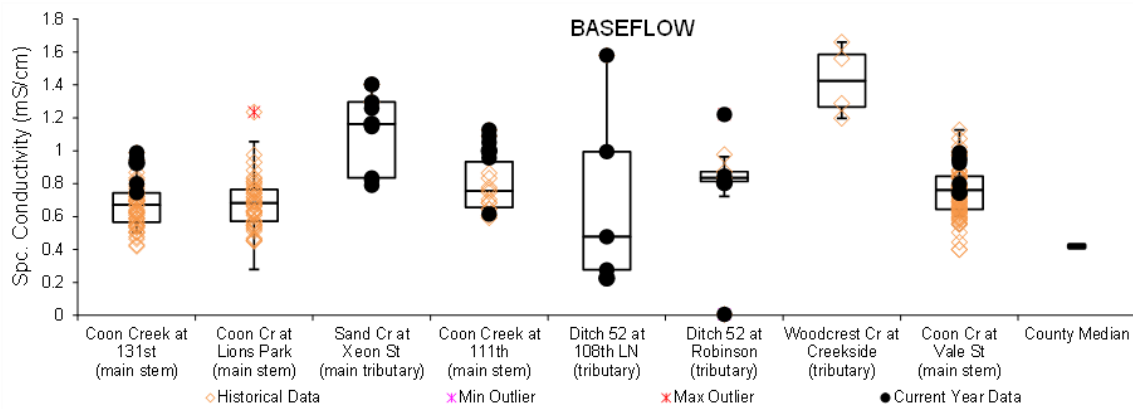 BASEFLOW
Spc. Conductivity (mS/cm)
1.8
1.6
1.4
1.2
1
0.8
0.6
0.4
0.2
0
Coon Creek at 131st (main stem)
Coon Cr at Lions Park (main stem)
Sand Cr at Xeon St (main tributary)
Coon Creek at 111th (main stem)
Ditch 52 at 108th LN (tributary)
Ditch 52 at Robinson (tributary)
Woodcrest Cr at Creekside (tributary)
Coon Cr at Vale St (main stem)
County Median
Historical Data
Min Outlier
Max Outlier
Current Year Data